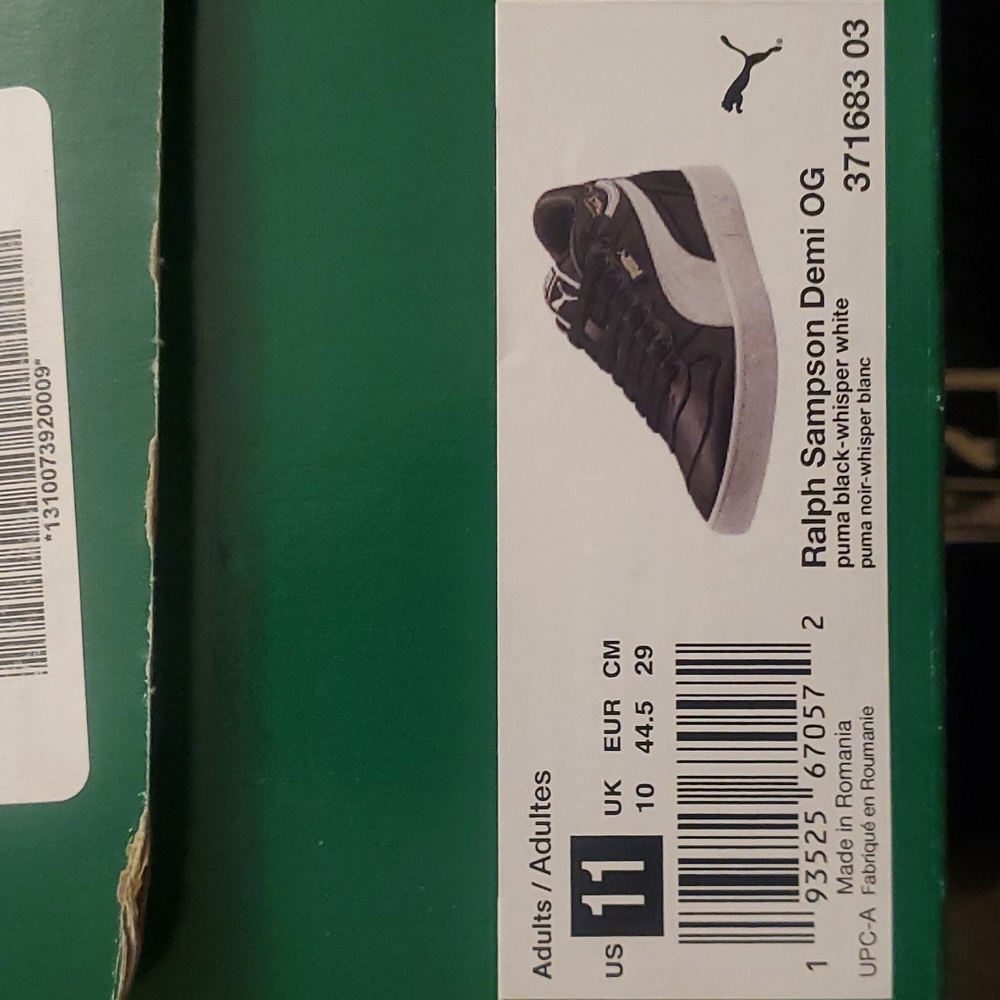 *1310073920009*
Adults / Adultes
US 11
UK EUR CM
10 44.5 29
1 93525 67057 2
Made in Romania
UPC-A Fabriqué en Roumanie
Ralph Sampson Demi OG
puma black-whisper white
puma noir-whisper blanc
371683 03